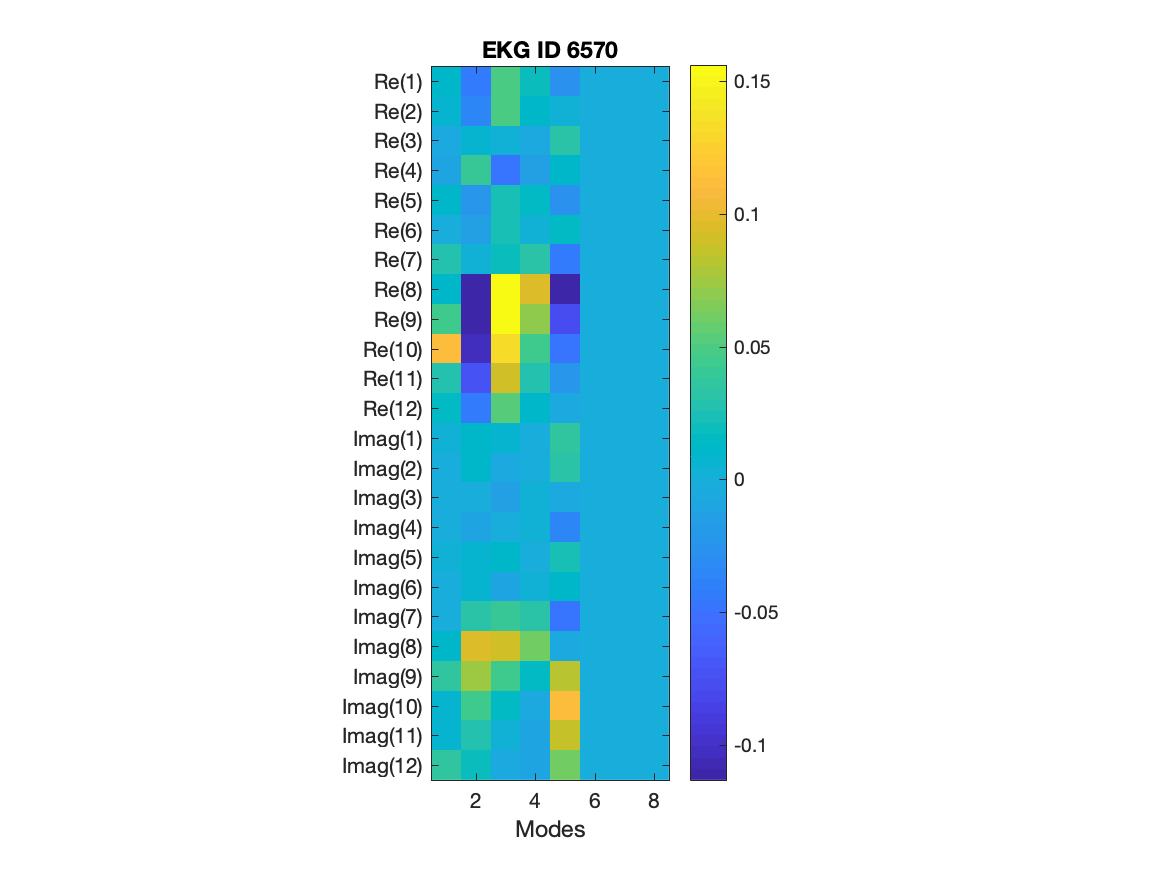 EKG ID 6570
Re(1)
Re(2)
Re(3)
Re(4)
Re(5)
Re(6)
Re(7)
Re(8)
Re(9)
Re(10)
Re(11)
Re(12)
Imag(1)
Imag(2)
Imag(3)
Imag(4)
Imag(5)
Imag(6)
Imag(7)
Imag(8)
Imag(9)
Imag(10)
Imag(11)
Imag(12)
2 4 6 8
Modes
0.15
0.1
0.05
0
-0.05
-0.1